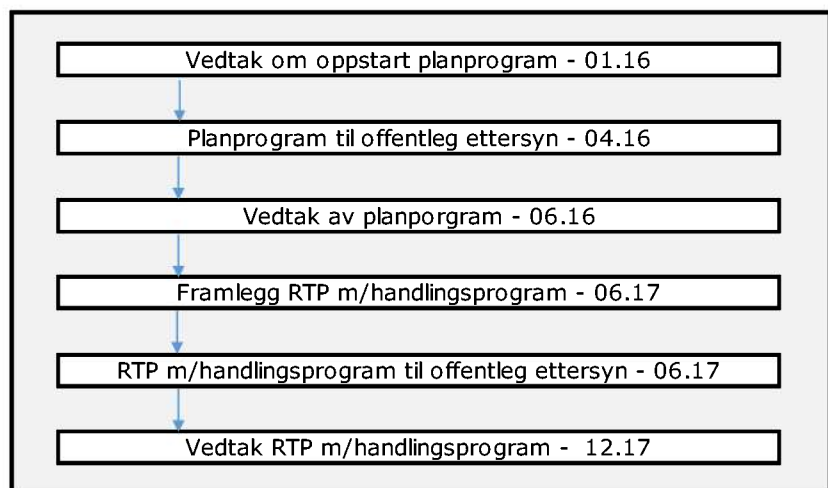 Vedtak om oppstart planprogram - 01.16
Planprogram til offentleg ettersyn - 04.16
Vedtak av planporgram - 06.16
Framlegg RTP m/handlingsprogram - 06.17
RTP m/handlingsprogram til offentleg ettersyn - 06.17
Vedtak RTP m/handlingsprogram - 12.17